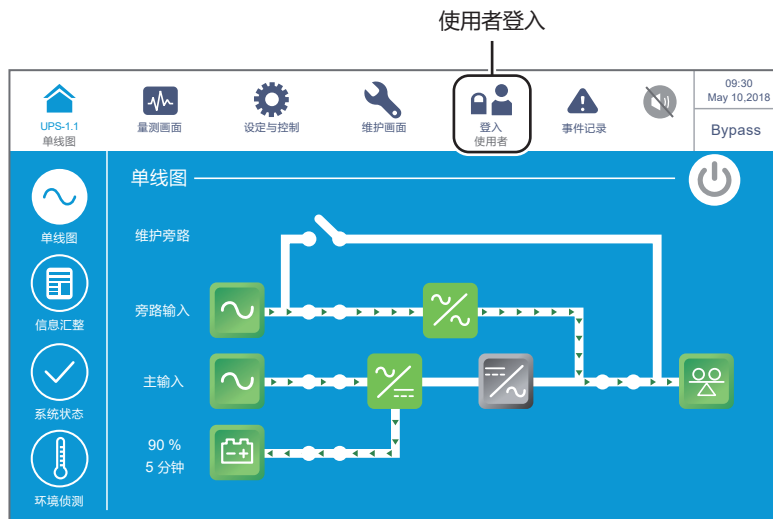 使用者登入
UPS-1.1
单线图
量测画面
设定与控制
维护画面
登入
使用者
事件记录
09:30
May 10,2018
Bypass
单线图
单线图
维护旁路
信息汇整
旁路输入
系统状态
主输入
环境侦测
90 %
5 分钟